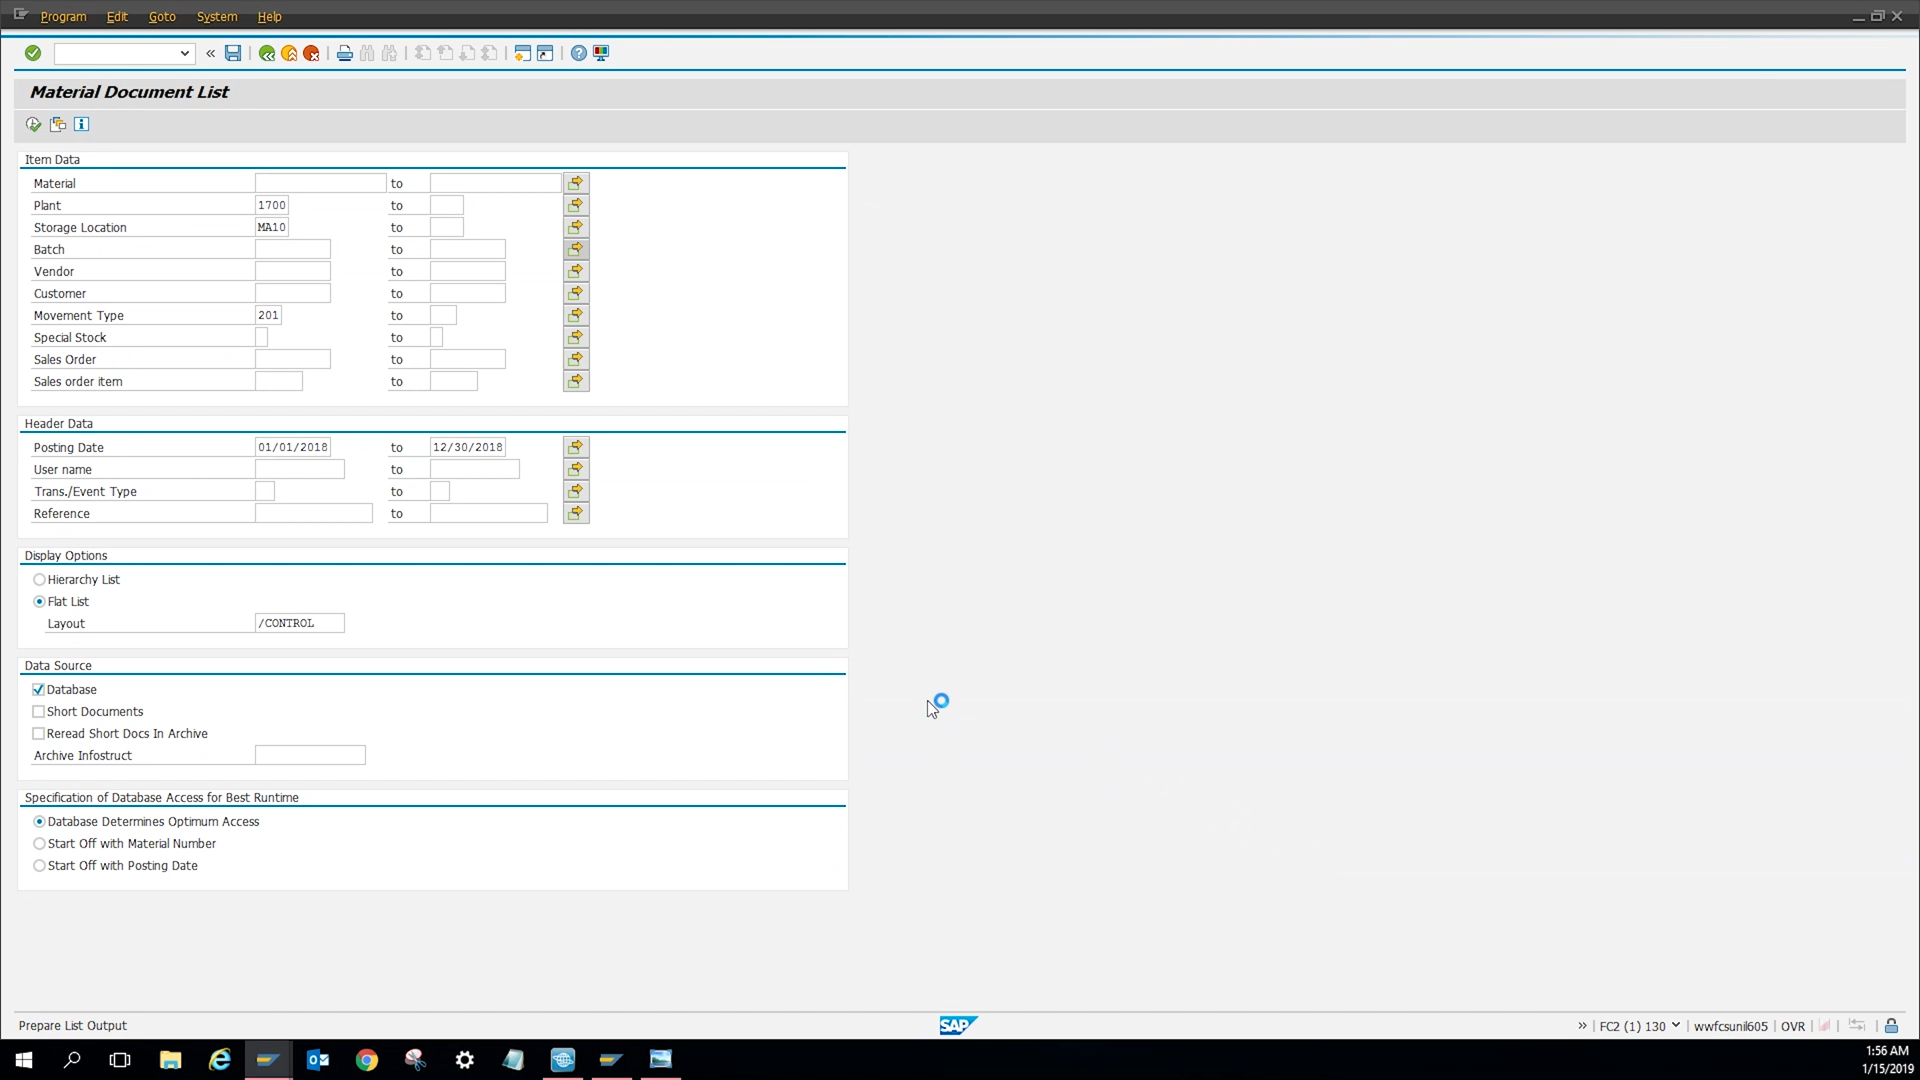 Program Edit Goto System Help
Material Document List
Item Data
Material to
Plant 1700 to
Storage Location MA10 to
Batch to
Vendor to
Customer to
Movement Type 201 to
Special Stock to
Sales Order to
Sales order item to
Header Data
Posting Date 01/01/2018 to 12/30/2018
User name to
Trans./Event Type to
Reference to
Display Options
Hierarchy List
Flat List
Layout /CONTROL
Data Source
Database
Short Documents
Reread Short Docs In Archive
Archive Infostruct
Specification of Database Access for Best Runtime
Database Determines Optimum Access
Start Off with Material Number
Start Off with Posting Date
Prepare List Output SAP FC2 (1) 130 wwfcsunil605 OVR
1:56 AM
1/15/2019